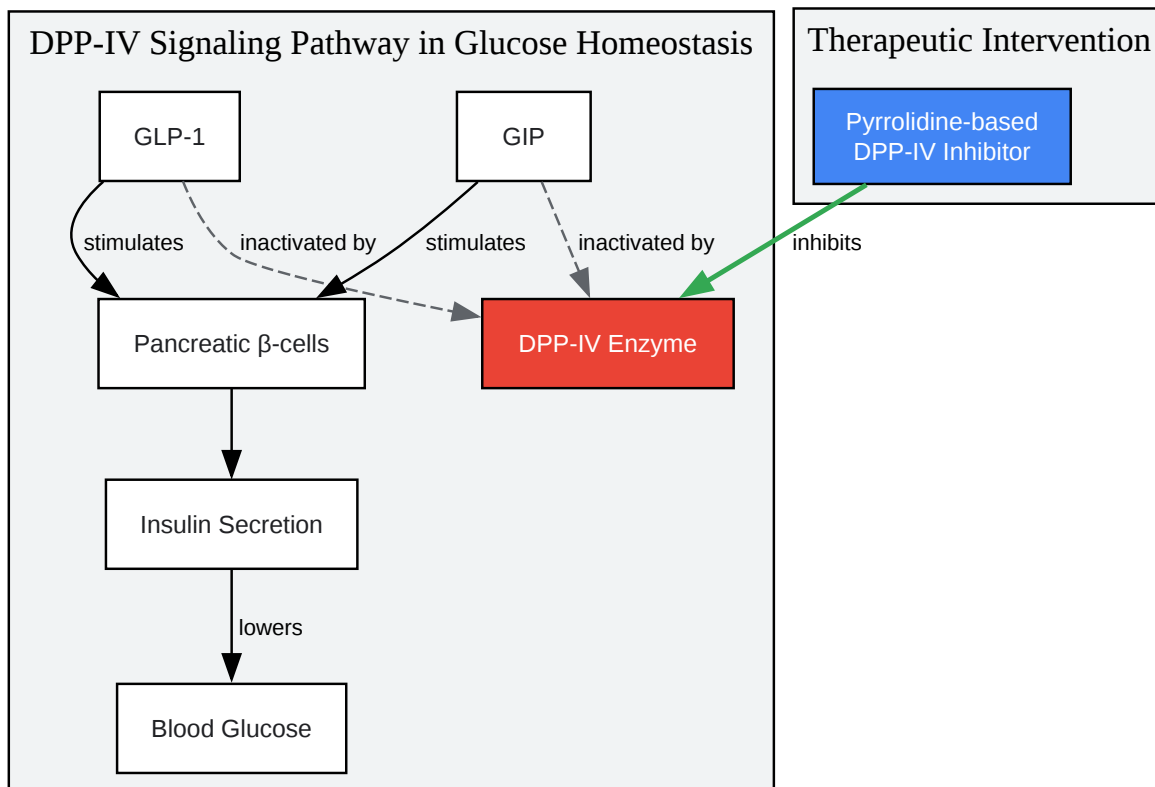 DPP-IV Signaling Pathway in Glucose Homeostasis
Therapeutic Intervention
GLP-1
GIP
Pyrrolidine-based
DPP-IV Inhibitor
stimulates
inactivated by
stimulates
inactivated by
inhibits
Pancreatic β-cells
DPP-IV Enzyme
Insulin Secretion
lowers
Blood Glucose